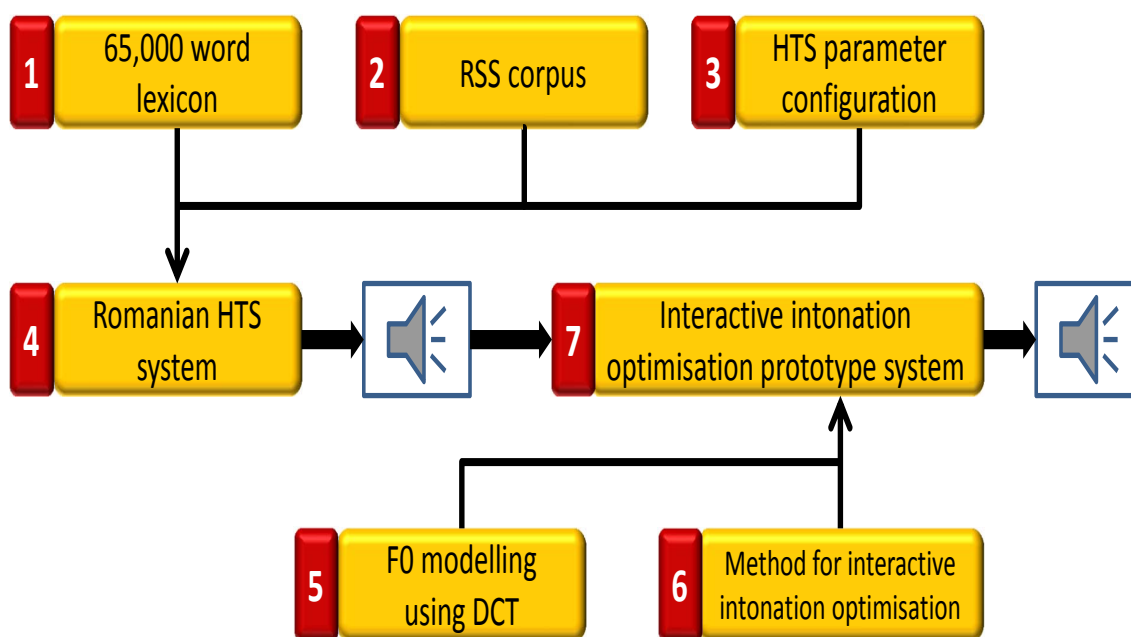 1
65,000 word
lexicon
2
RSS corpus
3
HTS parameter
configuration
4
Romanian HTS
system
7
Interactive intonation
optimisation prototype system
5
F0 modelling
using DCT
6
Method for interactive
intonation optimisation